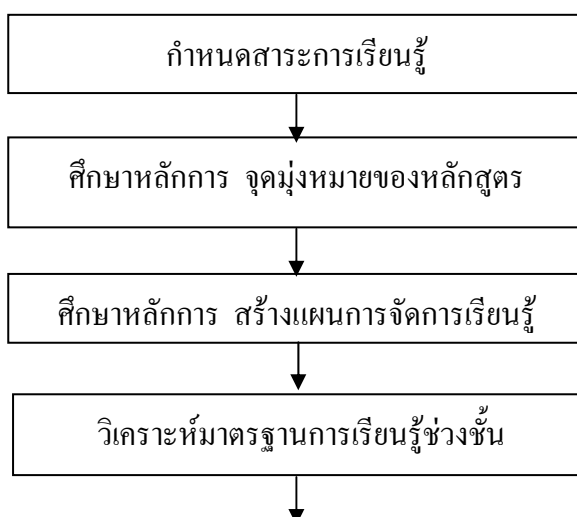 กำหนดสาระการเรียนรู้
ศึกษาหลักการ จุดมุ่งหมายของหลักสูตร
ศึกษาหลักการ สร้างแผนการจัดการเรียนรู้
วิเคราะห์มาตรฐานการเรียนรู้ช่วงชั้น